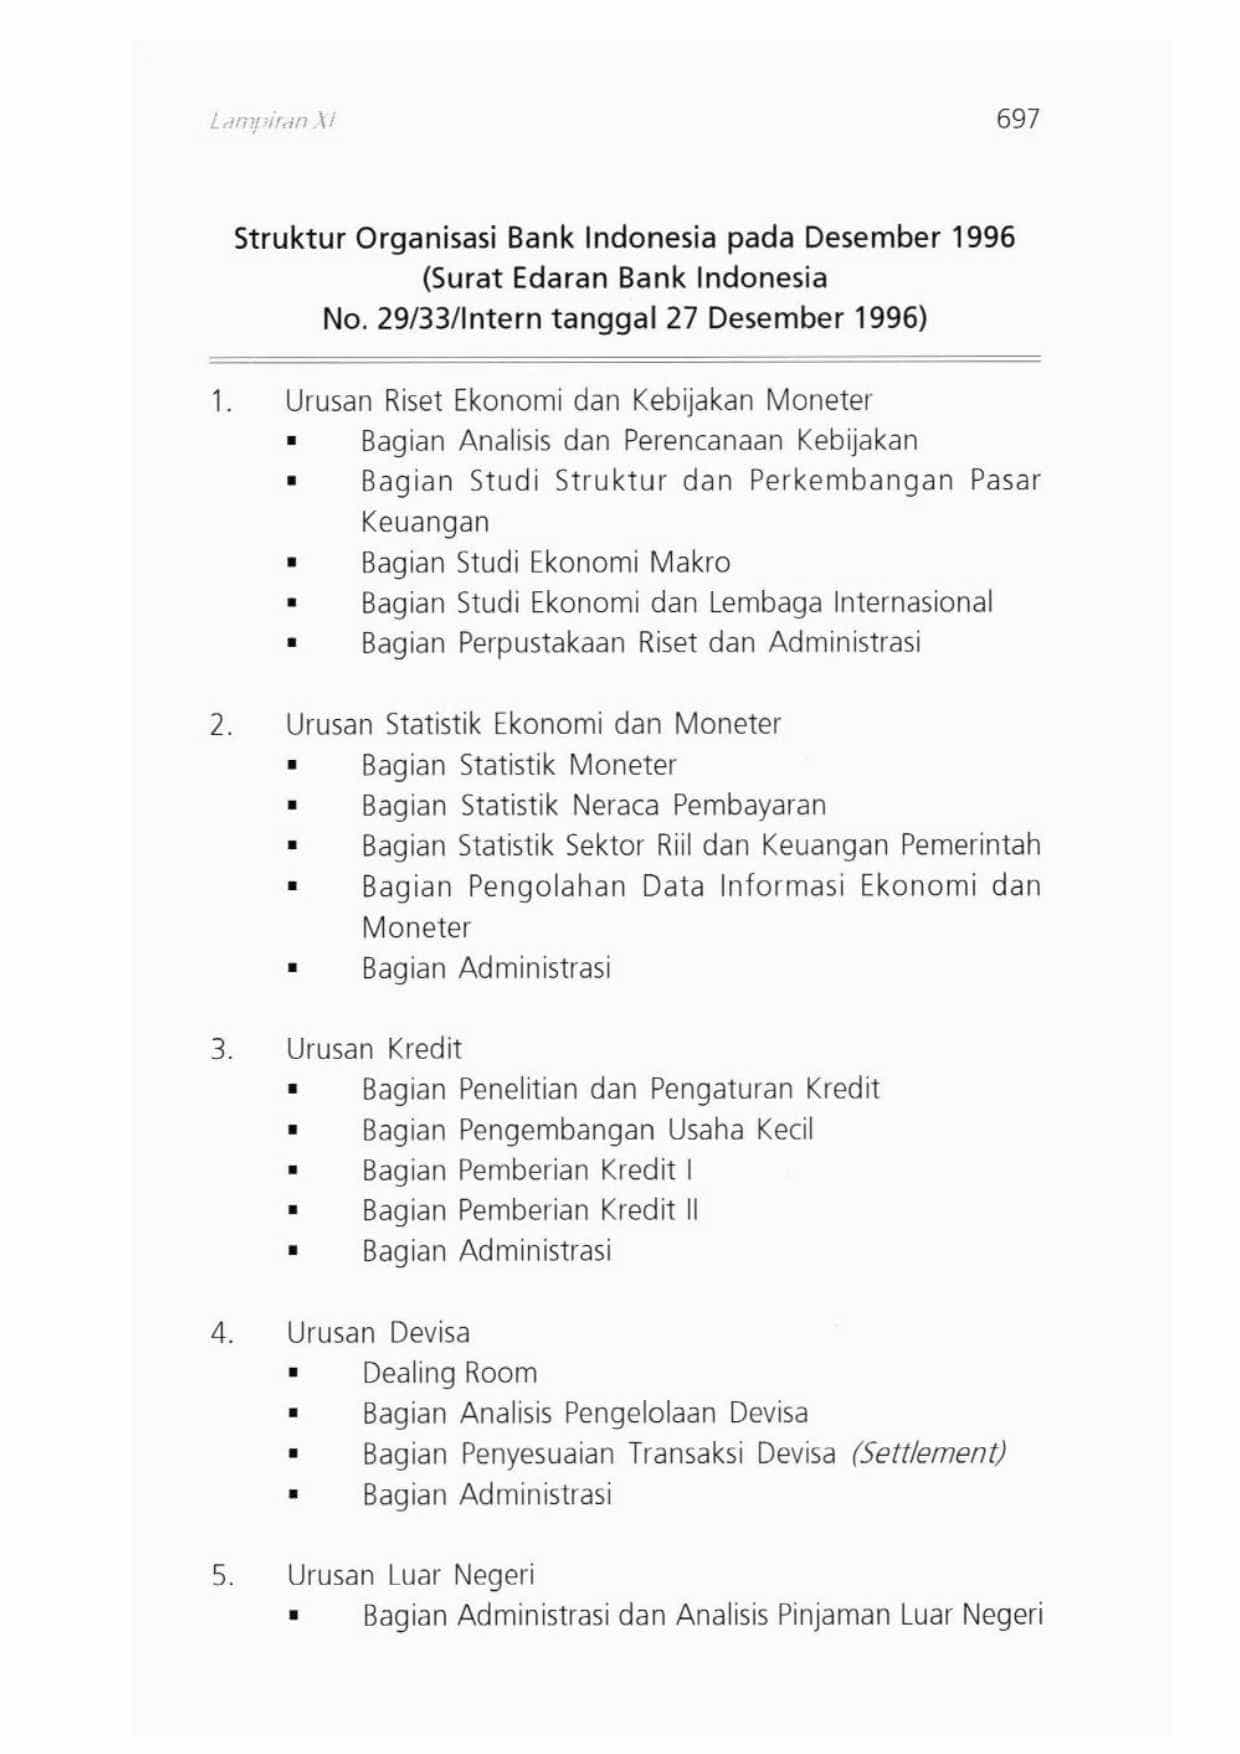 Lampiran XI
697
Struktur Organisasi Bank Indonesia pada Desember 1996
(Surat Edaran Bank Indonesia
No. 29/33/Intern tanggal 27 Desember 1996)
1. Urusan Riset Ekonomi dan Kebijakan Moneter
▪ Bagian Analisis dan Perencanaan Kebijakan
▪ Bagian Studi Struktur dan Perkembangan Pasar
Keuangan
▪ Bagian Studi Ekonomi Makro
▪ Bagian Studi Ekonomi dan Lembaga Internasional
▪ Bagian Perpustakaan Riset dan Administrasi
2. Urusan Statistik Ekonomi dan Moneter
▪ Bagian Statistik Moneter
▪ Bagian Statistik Neraca Pembayaran
▪ Bagian Statistik Sektor Riil dan Keuangan Pemerintah
▪ Bagian Pengolahan Data Informasi Ekonomi dan
Moneter
▪ Bagian Administrasi
3. Urusan Kredit
▪ Bagian Penelitian dan Pengaturan Kredit
▪ Bagian Pengembangan Usaha Kecil
▪ Bagian Pemberian Kredit I
▪ Bagian Pemberian Kredit II
▪ Bagian Administrasi
4. Urusan Devisa
▪ Dealing Room
▪ Bagian Analisis Pengelolaan Devisa
▪ Bagian Penyesuaian Transaksi Devisa (Settlement)
▪ Bagian Administrasi
5. Urusan Luar Negeri
▪ Bagian Administrasi dan Analisis Pinjaman Luar Negeri